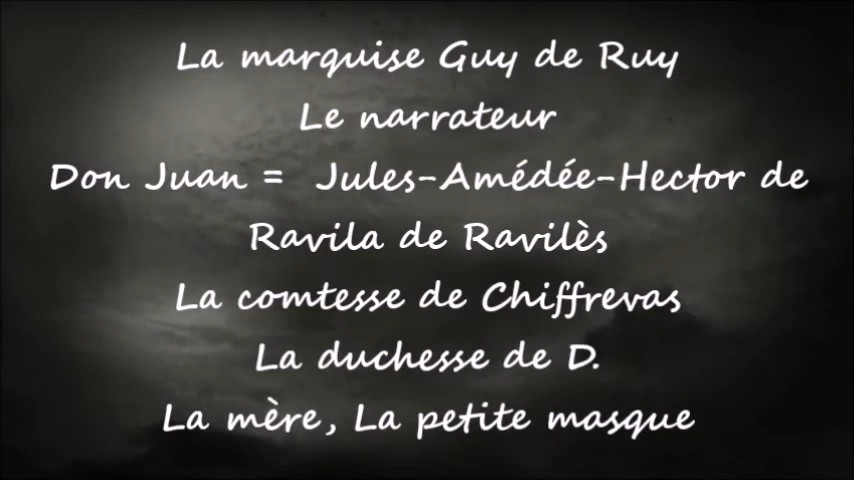 La marquise Guy de Ruy
Le narrateur
Don Juan = Jules-Amédée-Hector de
Ravila de Ravilès
La comtesse de Chiffrevas
La duchesse de D.
La mère, La petite masque